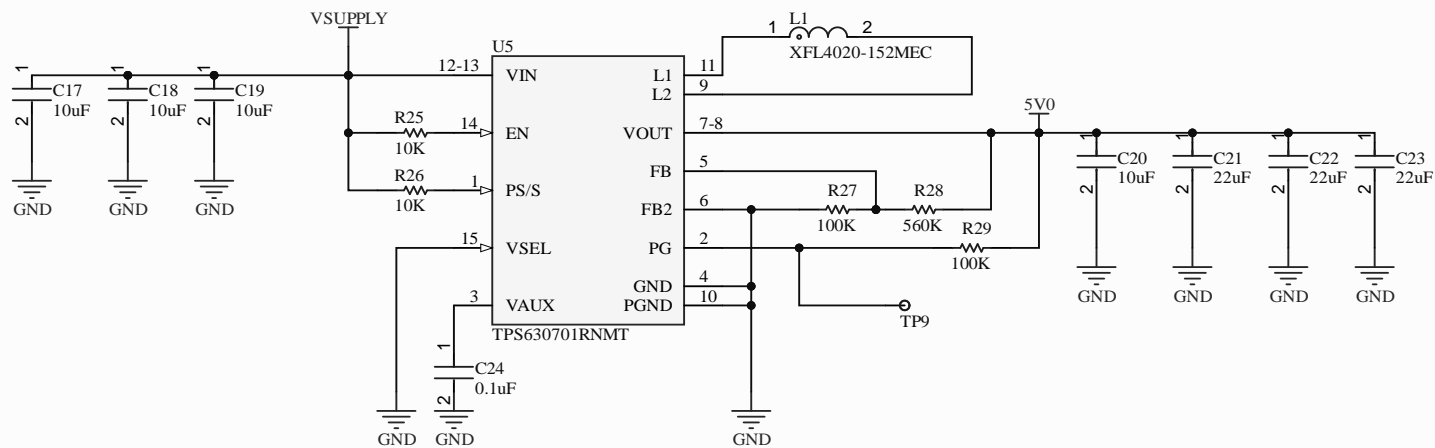 VSUPPLY
L1
1
2
XFL4020-152MEC
U5
12-13
VIN
L1
11
L2
9
1
C17
10uF
2
1
C18
10uF
2
1
C19
10uF
2
GND
GND
GND
R25
10K
14
EN
R26
10K
1
PS/S
15
VSEL
3
VAUX
VOUT
7-8
5V0
FB
5
FB2
6
R27
100K
R28
560K
PG
2
R29
100K
GND
4
PGND
10
TP9
TPS630701RNMT
1
C20
10uF
2
1
C21
22uF
2
1
C22
22uF
2
1
C23
22uF
2
GND
GND
GND
GND
1
C24
0.1uF
2
GND
GND
GND